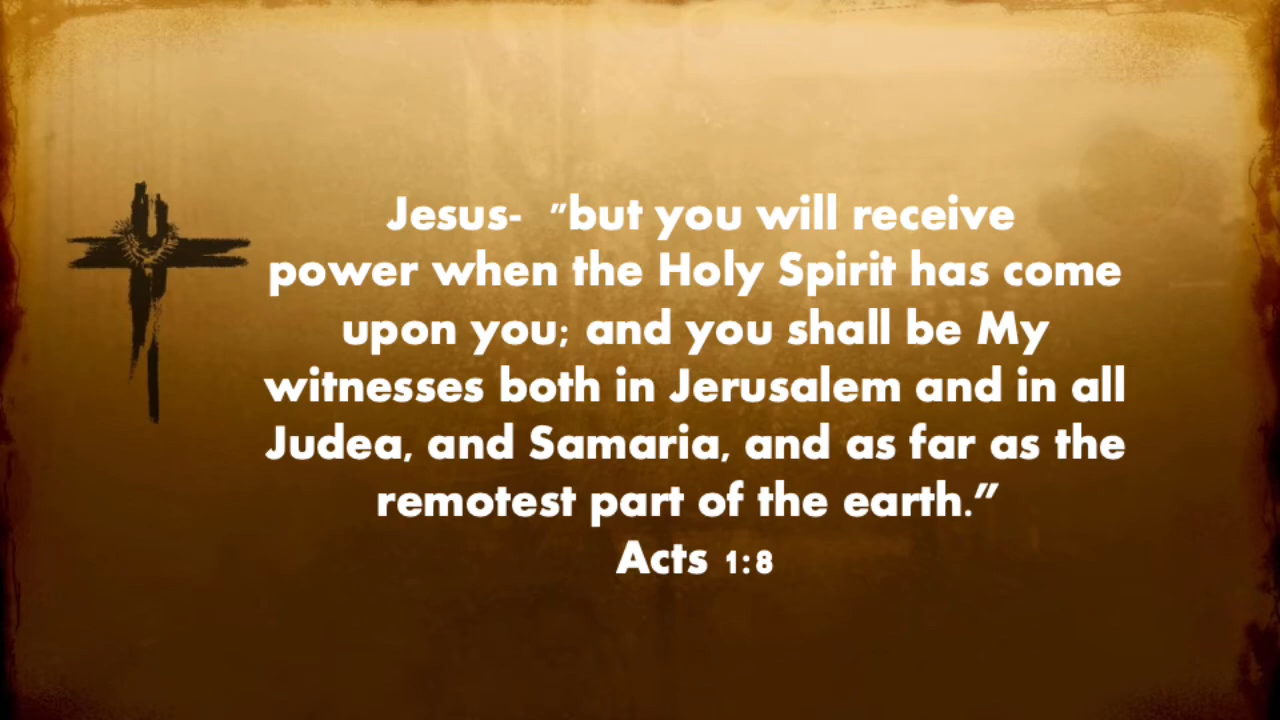 Jesus-  "but you will receive
power when the Holy Spirit has come
upon you; and you shall be My
witnesses both in Jerusalem and in all
Judea, and Samaria, and as far as the
remotest part of the earth.”
Acts 1:8